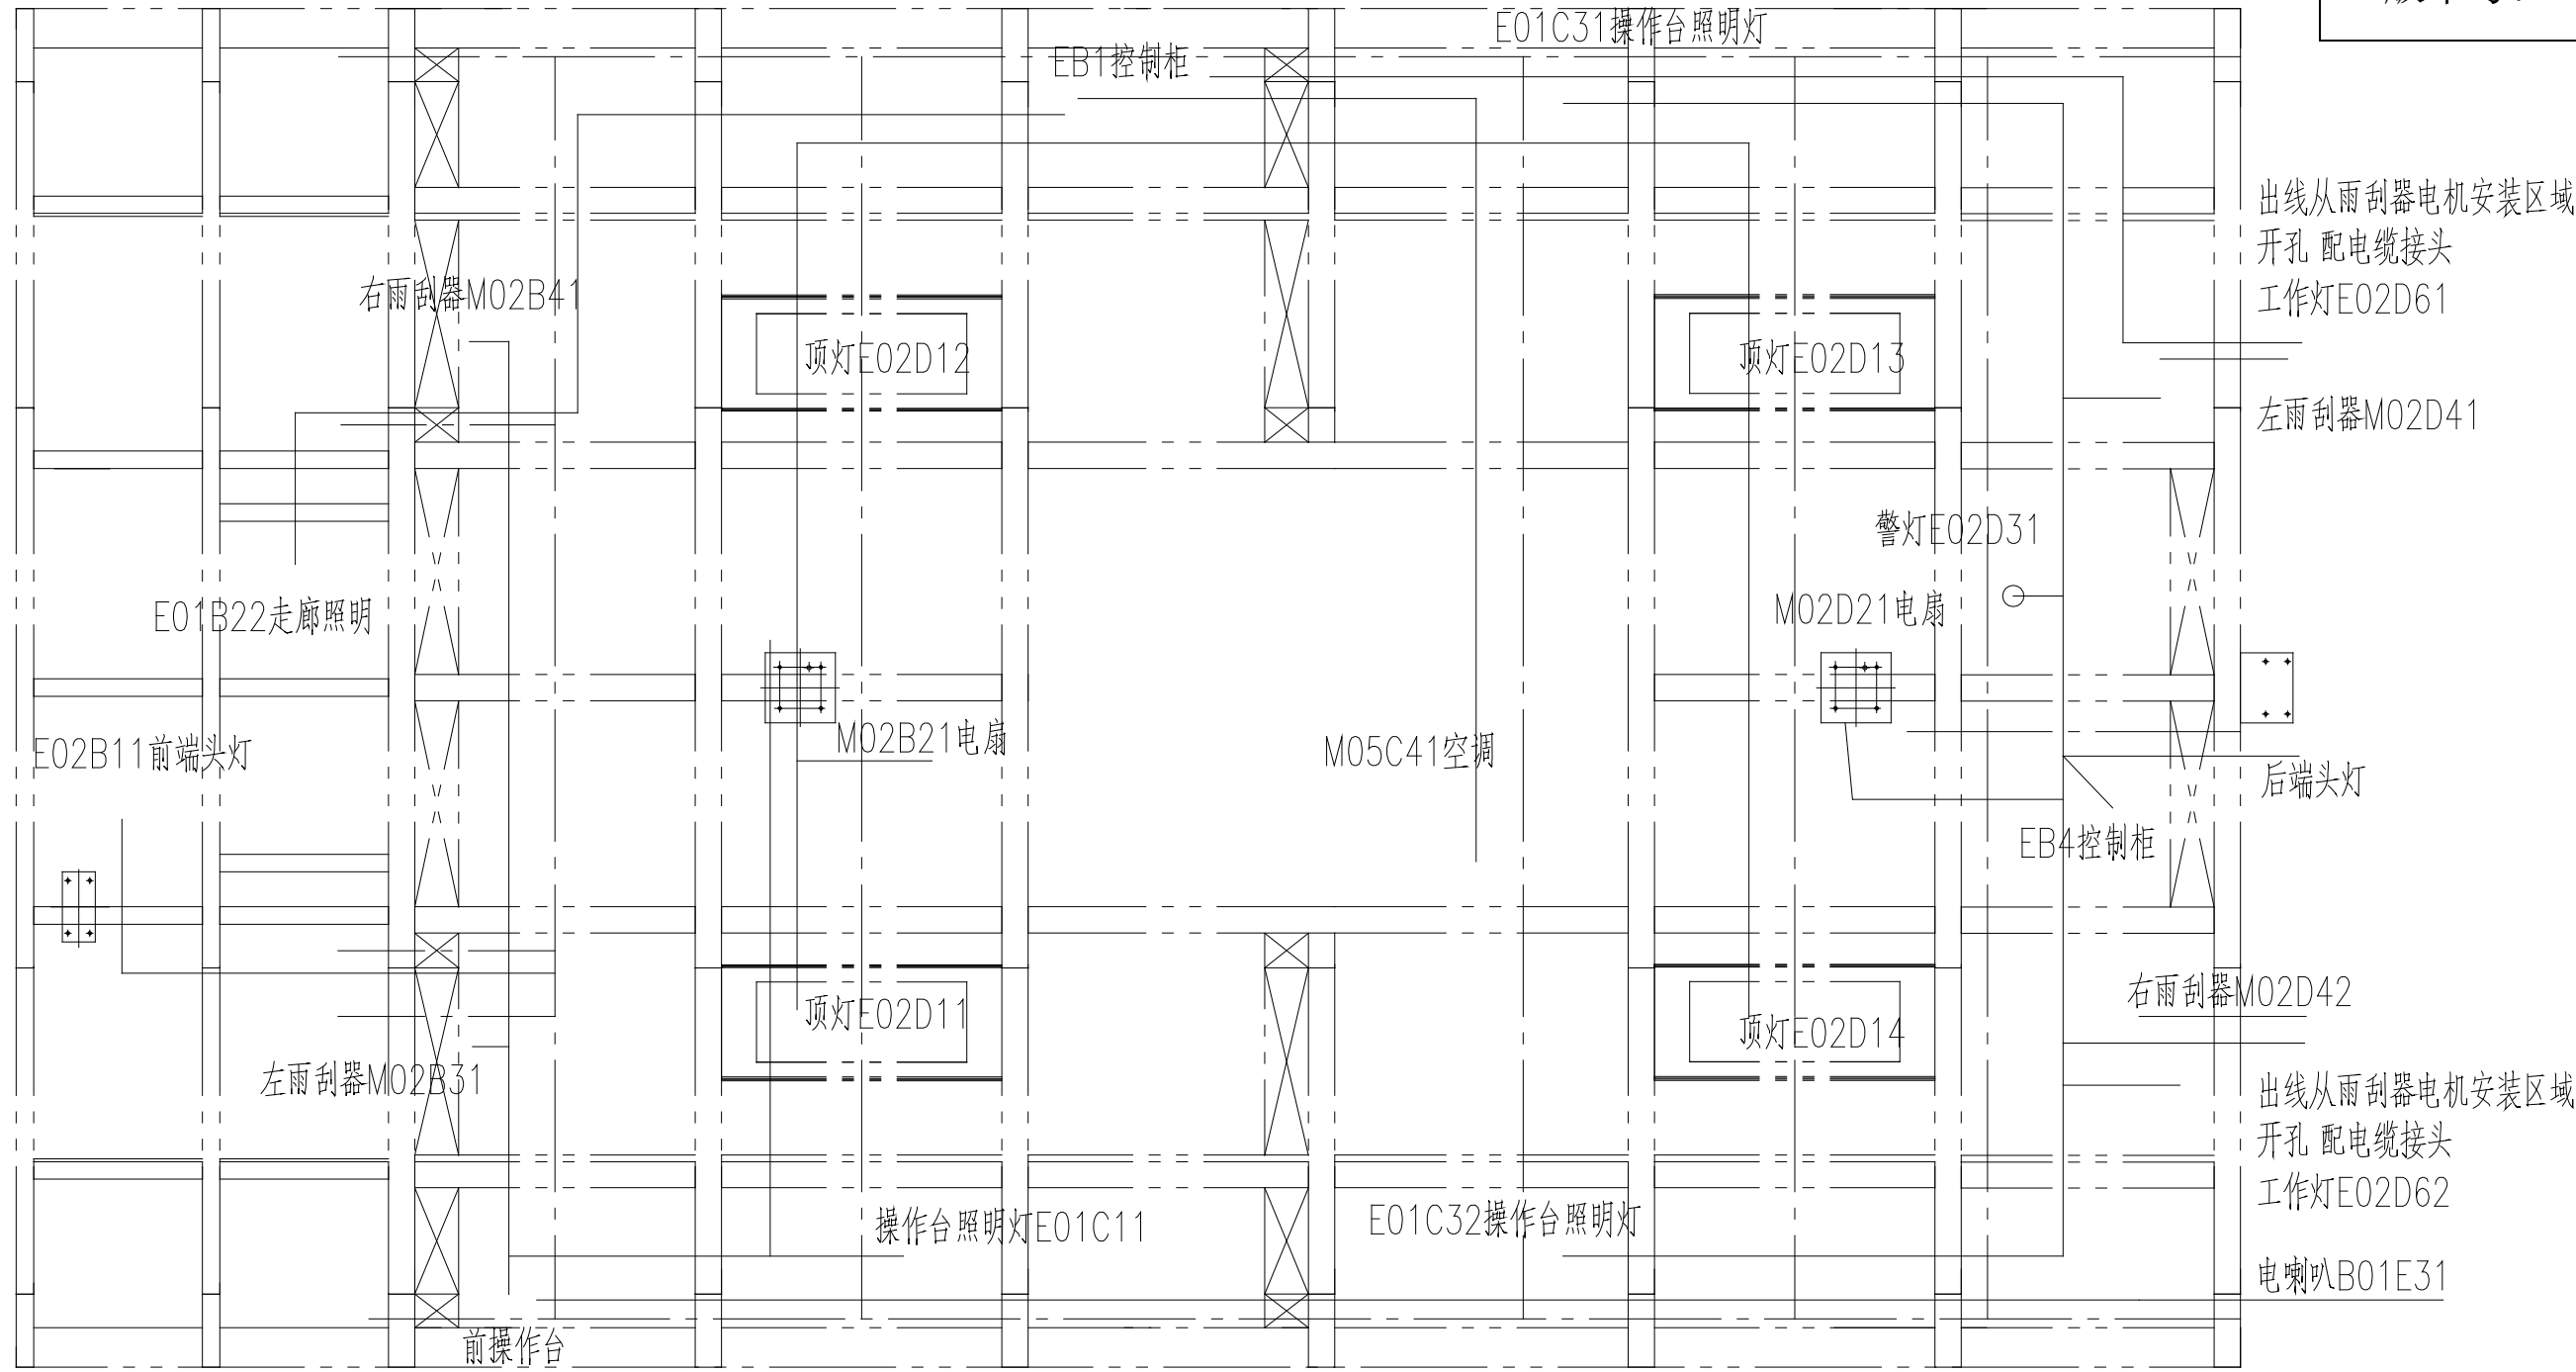 E01C31操作台照明灯
EB1控制柜
出线从雨刮器电机安装区域
开孔 配电缆接头
工作灯E02D61
右雨刮器M02B41
顶灯E02D12
顶灯E02D13
左雨刮器M02D41
警灯E02D31
E01B22走廊照明
M02D21电扇
E02B11前端头灯
M02B21电扇
M05C41空调
后端头灯
EB4控制柜
右雨刮器M02D42
顶灯E02D11
顶灯E02D14
左雨刮器M02B31
出线从雨刮器电机安装区域
开孔 配电缆接头
工作灯E02D62
操作台照明灯E01C11
E01C32操作台照明灯
电喇叭B01E31
前操作台